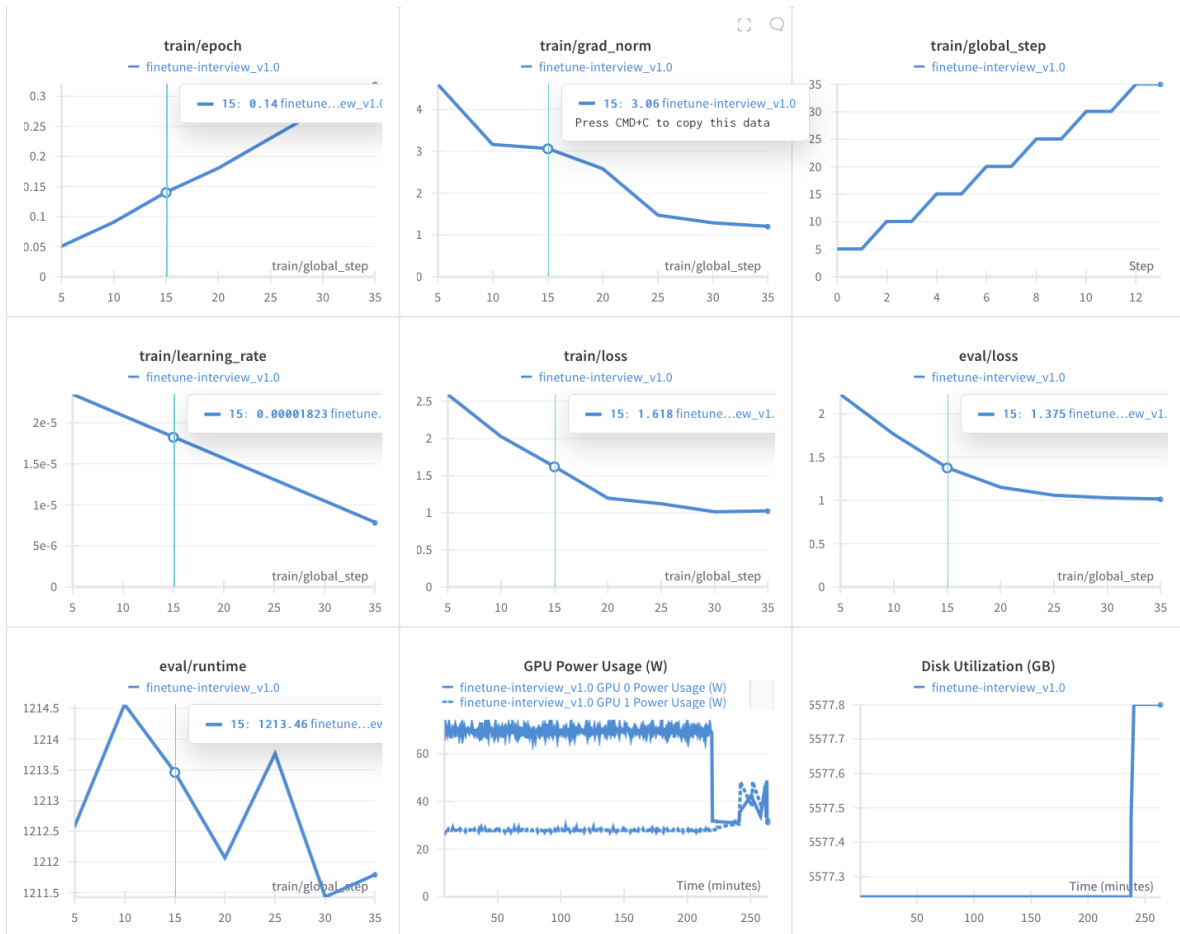 train/epoch
finetune-interview_v1.0
15: 0.14 finetune...ew_v1.0
0.3
0.25
0.2
0.15
0.1
0.05
0
train/global_step
5 10 15 20 25 30 35
train/grad_norm
finetune-interview_v1.0
15: 3.06 finetune-interview_v1.0
Press CMD+C to copy this data
4
3
2
1
0
train/global_step
5 10 15 20 25 30 35
train/global_step
finetune-interview_v1.0
35
30
25
20
15
10
5
0
Step
0 2 4 6 8 10 12
train/learning_rate
finetune-interview_v1.0
15: 0.00001823 finetune.
2e-5
1.5e-5
1e-5
5e-6
0
train/global_step
5 10 15 20 25 30 35
train/loss
finetune-interview_v1.0
15: 1.618 finetune...ew_v1.
2.5
2
1.5
1
0.5
0
train/global_step
5 10 15 20 25 30 35
eval/loss
finetune-interview_v1.0
15: 1.375 finetune...ew_v1.
2
1.5
1
0.5
0
train/global_step
5 10 15 20 25 30 35
eval/runtime
finetune-interview_v1.0
15: 1213.46 finetune...ew
1214.5
1214
1213.5
1213
1212.5
1212
1211.5
train/global_step
5 10 15 20 25 30 35
GPU Power Usage (W)
finetune-interview_v1.0 GPU 0 Power Usage (W)
finetune-interview_v1.0 GPU 1 Power Usage (W)
60
40
20
0
Time (minutes)
50 100 150 200 250
Disk Utilization (GB)
finetune-interview_v1.0
5577.8
5577.7
5577.6
5577.5
5577.4
5577.3
Time (minutes)
50 100 150 200 250